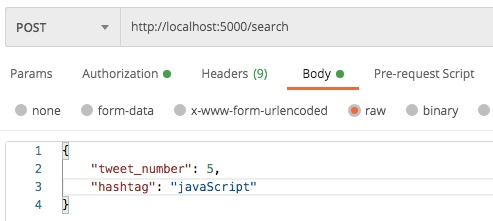 POST http://localhost:5000/search
Params Authorization Headers (9) Body Pre-request Script
none form-data x-www-form-urlencoded raw binary
1 {
2 "tweet_number": 5,
3 "hashtag": "javaScript"
4 }